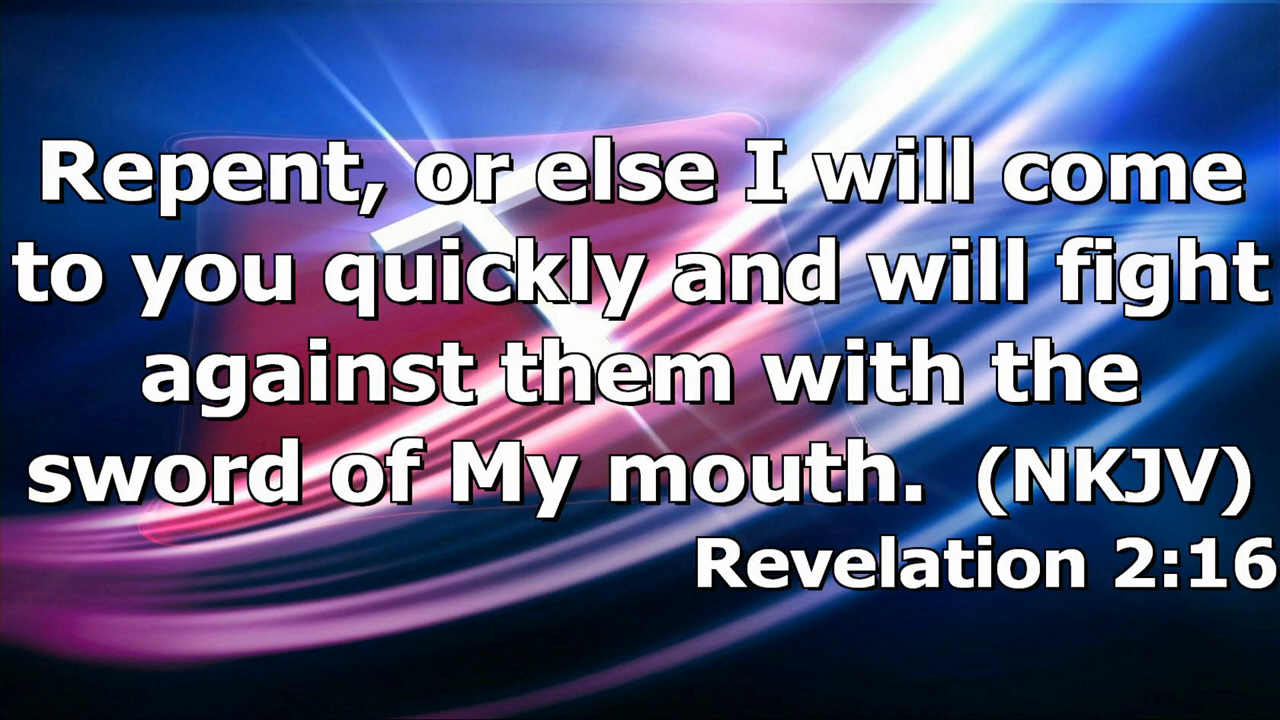 Repent, or else I will come
to you quickly and will fight
against them with the
sword of My mouth.  (NKJV)
Revelation 2:16